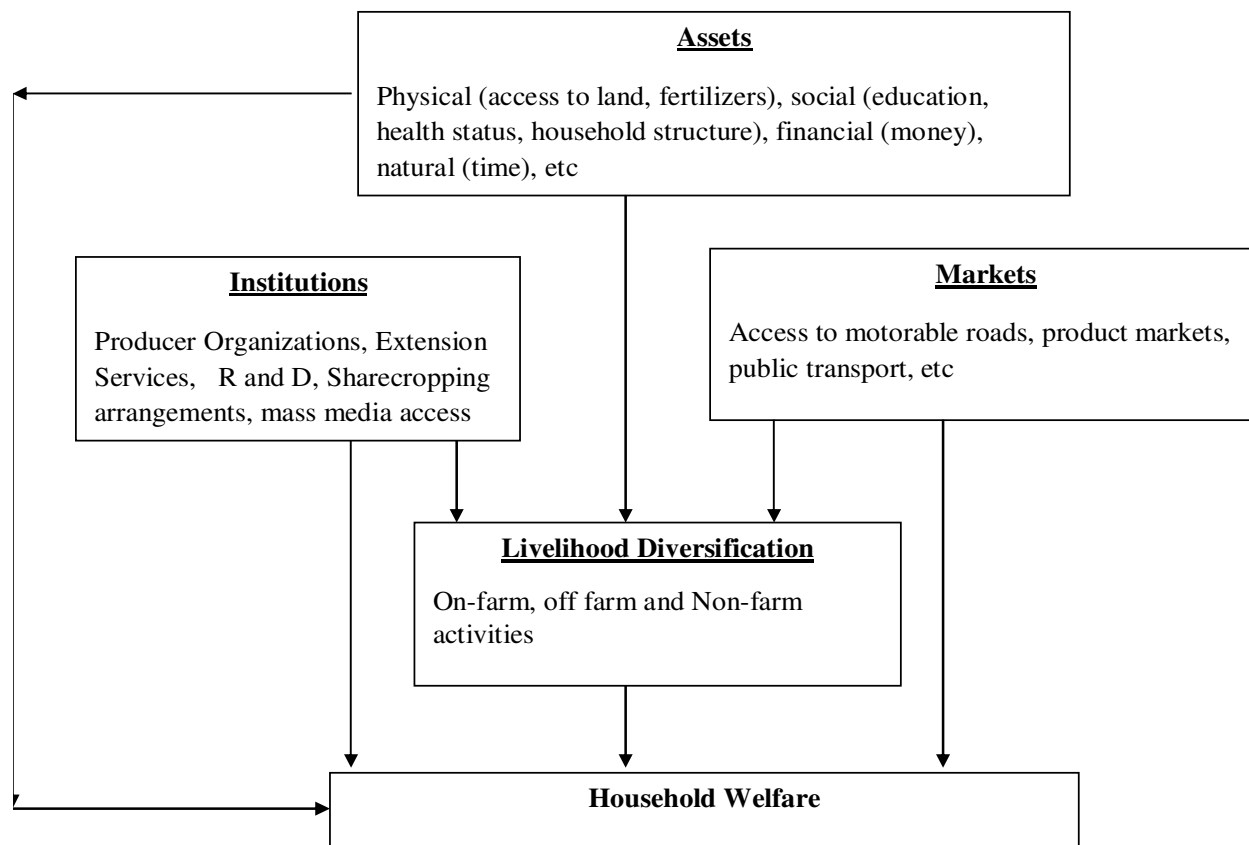 Assets
Physical (access to land, fertilizers), social (education,
health status, household structure), financial (money),
natural (time), etc
Institutions
Producer Organizations, Extension
Services,   R and D, Sharecropping
arrangements, mass media access
Markets
Access to motorable roads, product markets,
public transport, etc
Livelihood Diversification
On-farm, off farm and Non-farm
activities
Household Welfare